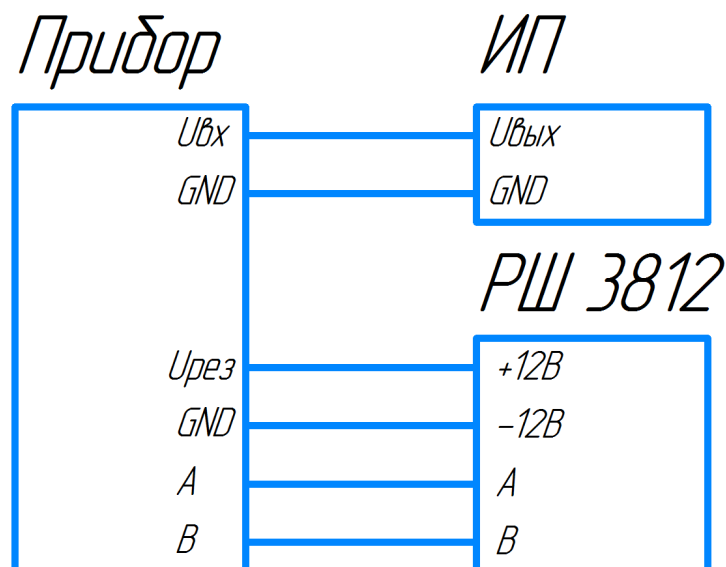 Прибор
ИП
Uвх
Uвых
GND
GND
РШ 3812
Uрез
+12В
GND
-12В
A
A
B
B